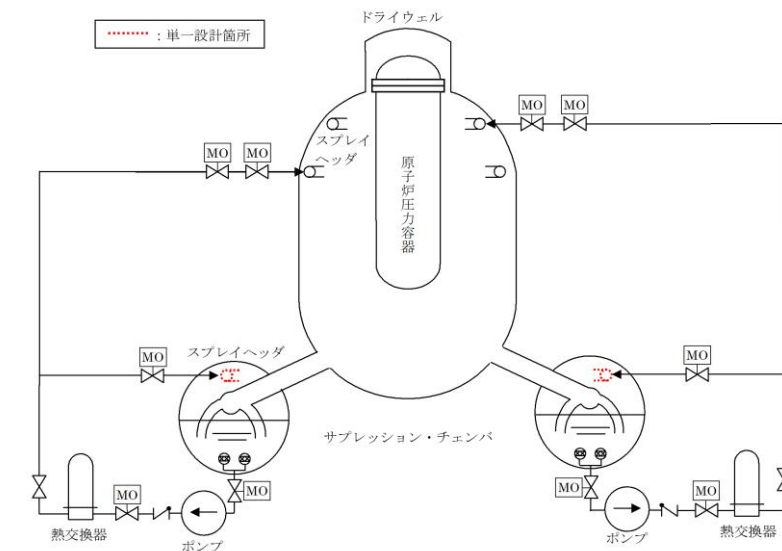 ドライウェル
：単一設計箇所
MO
MO
MO
MO
スプレイ
ヘッダ
原子炉圧力容器
MO
スプレイヘッダ
MO
サプレッション・チェンバ
MO
MO
MO
MO
熱交換器
ポンプ
ポンプ
熱交換器